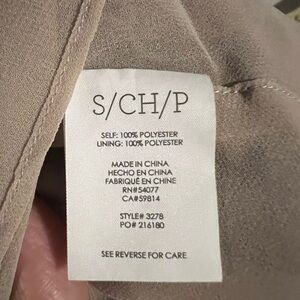 S/CH/P
SELF: 100% POLYESTER
LINING: 100% POLYESTER
MADE IN CHINA
HECHO EN CHINA
FABRIQUÉ EN CHINE
RN#54077
CA#59814
STYLE# 3278
PO# 216180
SEE REVERSE FOR CARE